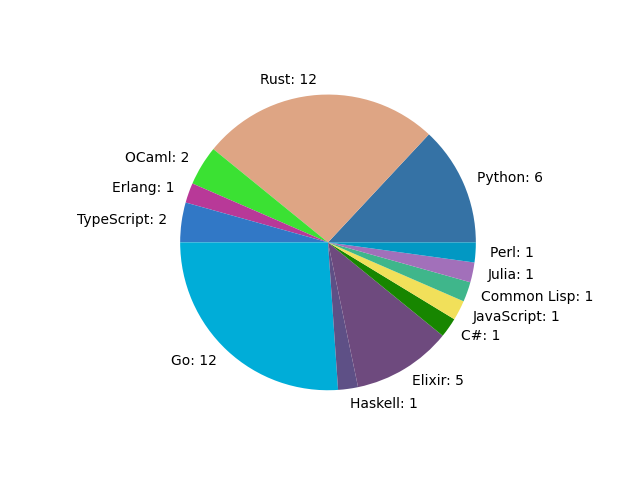 Rust: 12
OCaml: 2
Python: 6
Erlang: 1
TypeScript: 2
Perl: 1
Julia: 1
Common Lisp: 1
JavaScript: 1
C#: 1
Go: 12
Elixir: 5
Haskell: 1